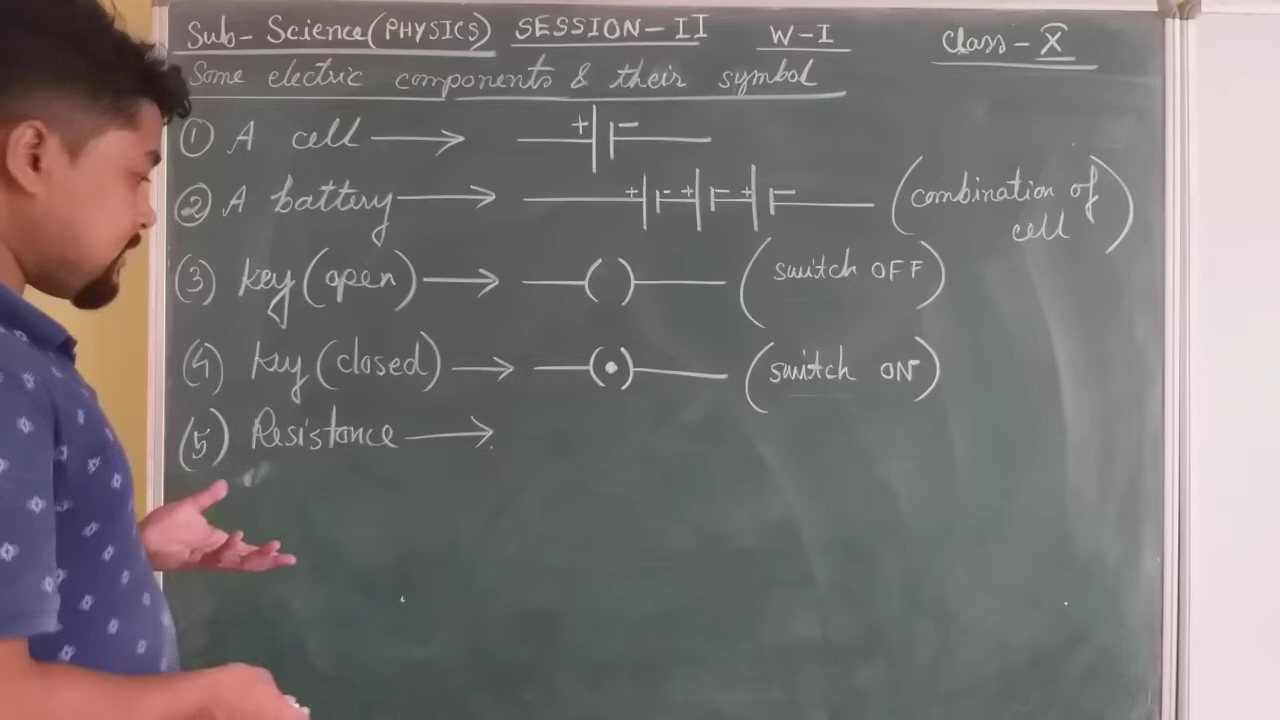 Sub- Science (PHYSICS) SESSION-II W-I Class-X
Some electric components & their symbol
① A cell → + -
② A battery → + - + - + - (combination of cell)
(3) key (open) → ( ) (switch OFF)
(4) key (closed) → (•) (switch ON)
(5) Resistance →